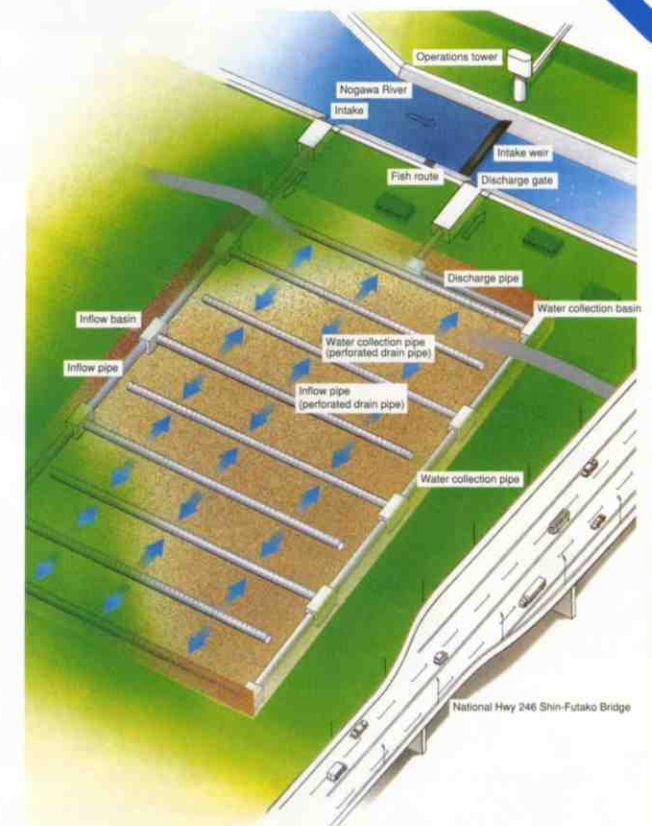 Operations tower
Nogawa River
Intake
Intake weir
Fish route
Discharge gate
Discharge pipe
Water collection basin
Inflow basin
Water collection pipe
(perforated drain pipe)
Inflow pipe
Inflow pipe
(perforated drain pipe)
Water collection pipe
National Hwy 246 Shin-Futako Bridge